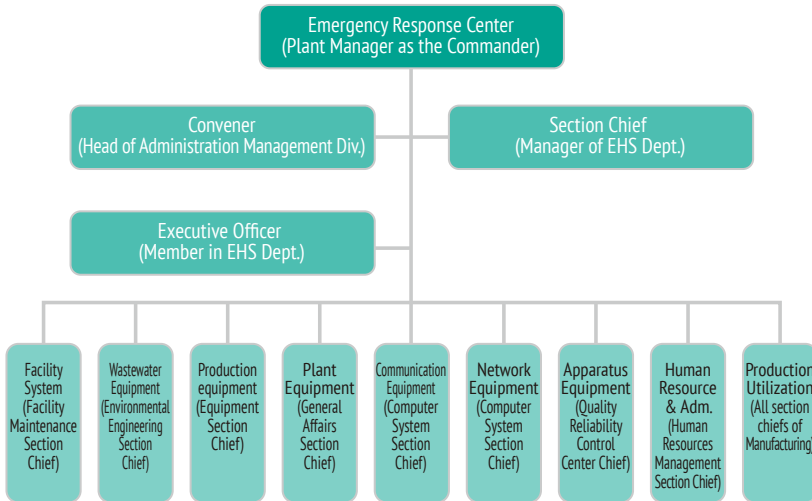 Emergency Response Center
(Plant Manager as the Commander)
Convener
(Head of Administration Management Div.)
Section Chief
(Manager of EHS Dept.)
Executive Officer
(Member in EHS Dept.)
Facility
System
(Facility
Maintenance
Section
Chief)
Wastewater
Equipment
(Environmental
Engineering
Section
Chief)
Production
equipment
(Equipment
Section
Chief)
Plant
Equipment
(General
Affairs
Section
Chief)
Communication
Equipment
(Computer
System
Section
Chief)
Network
Equipment
(Computer
System
Section
Chief)
Apparatus
Equipment
(Quality
Reliability
Control
Center Chief)
Human
Resource
& Adm.
(Human
Resources
Management
Section Chief)
Production
Utilization
(All section
chiefs of
Manufacturing)